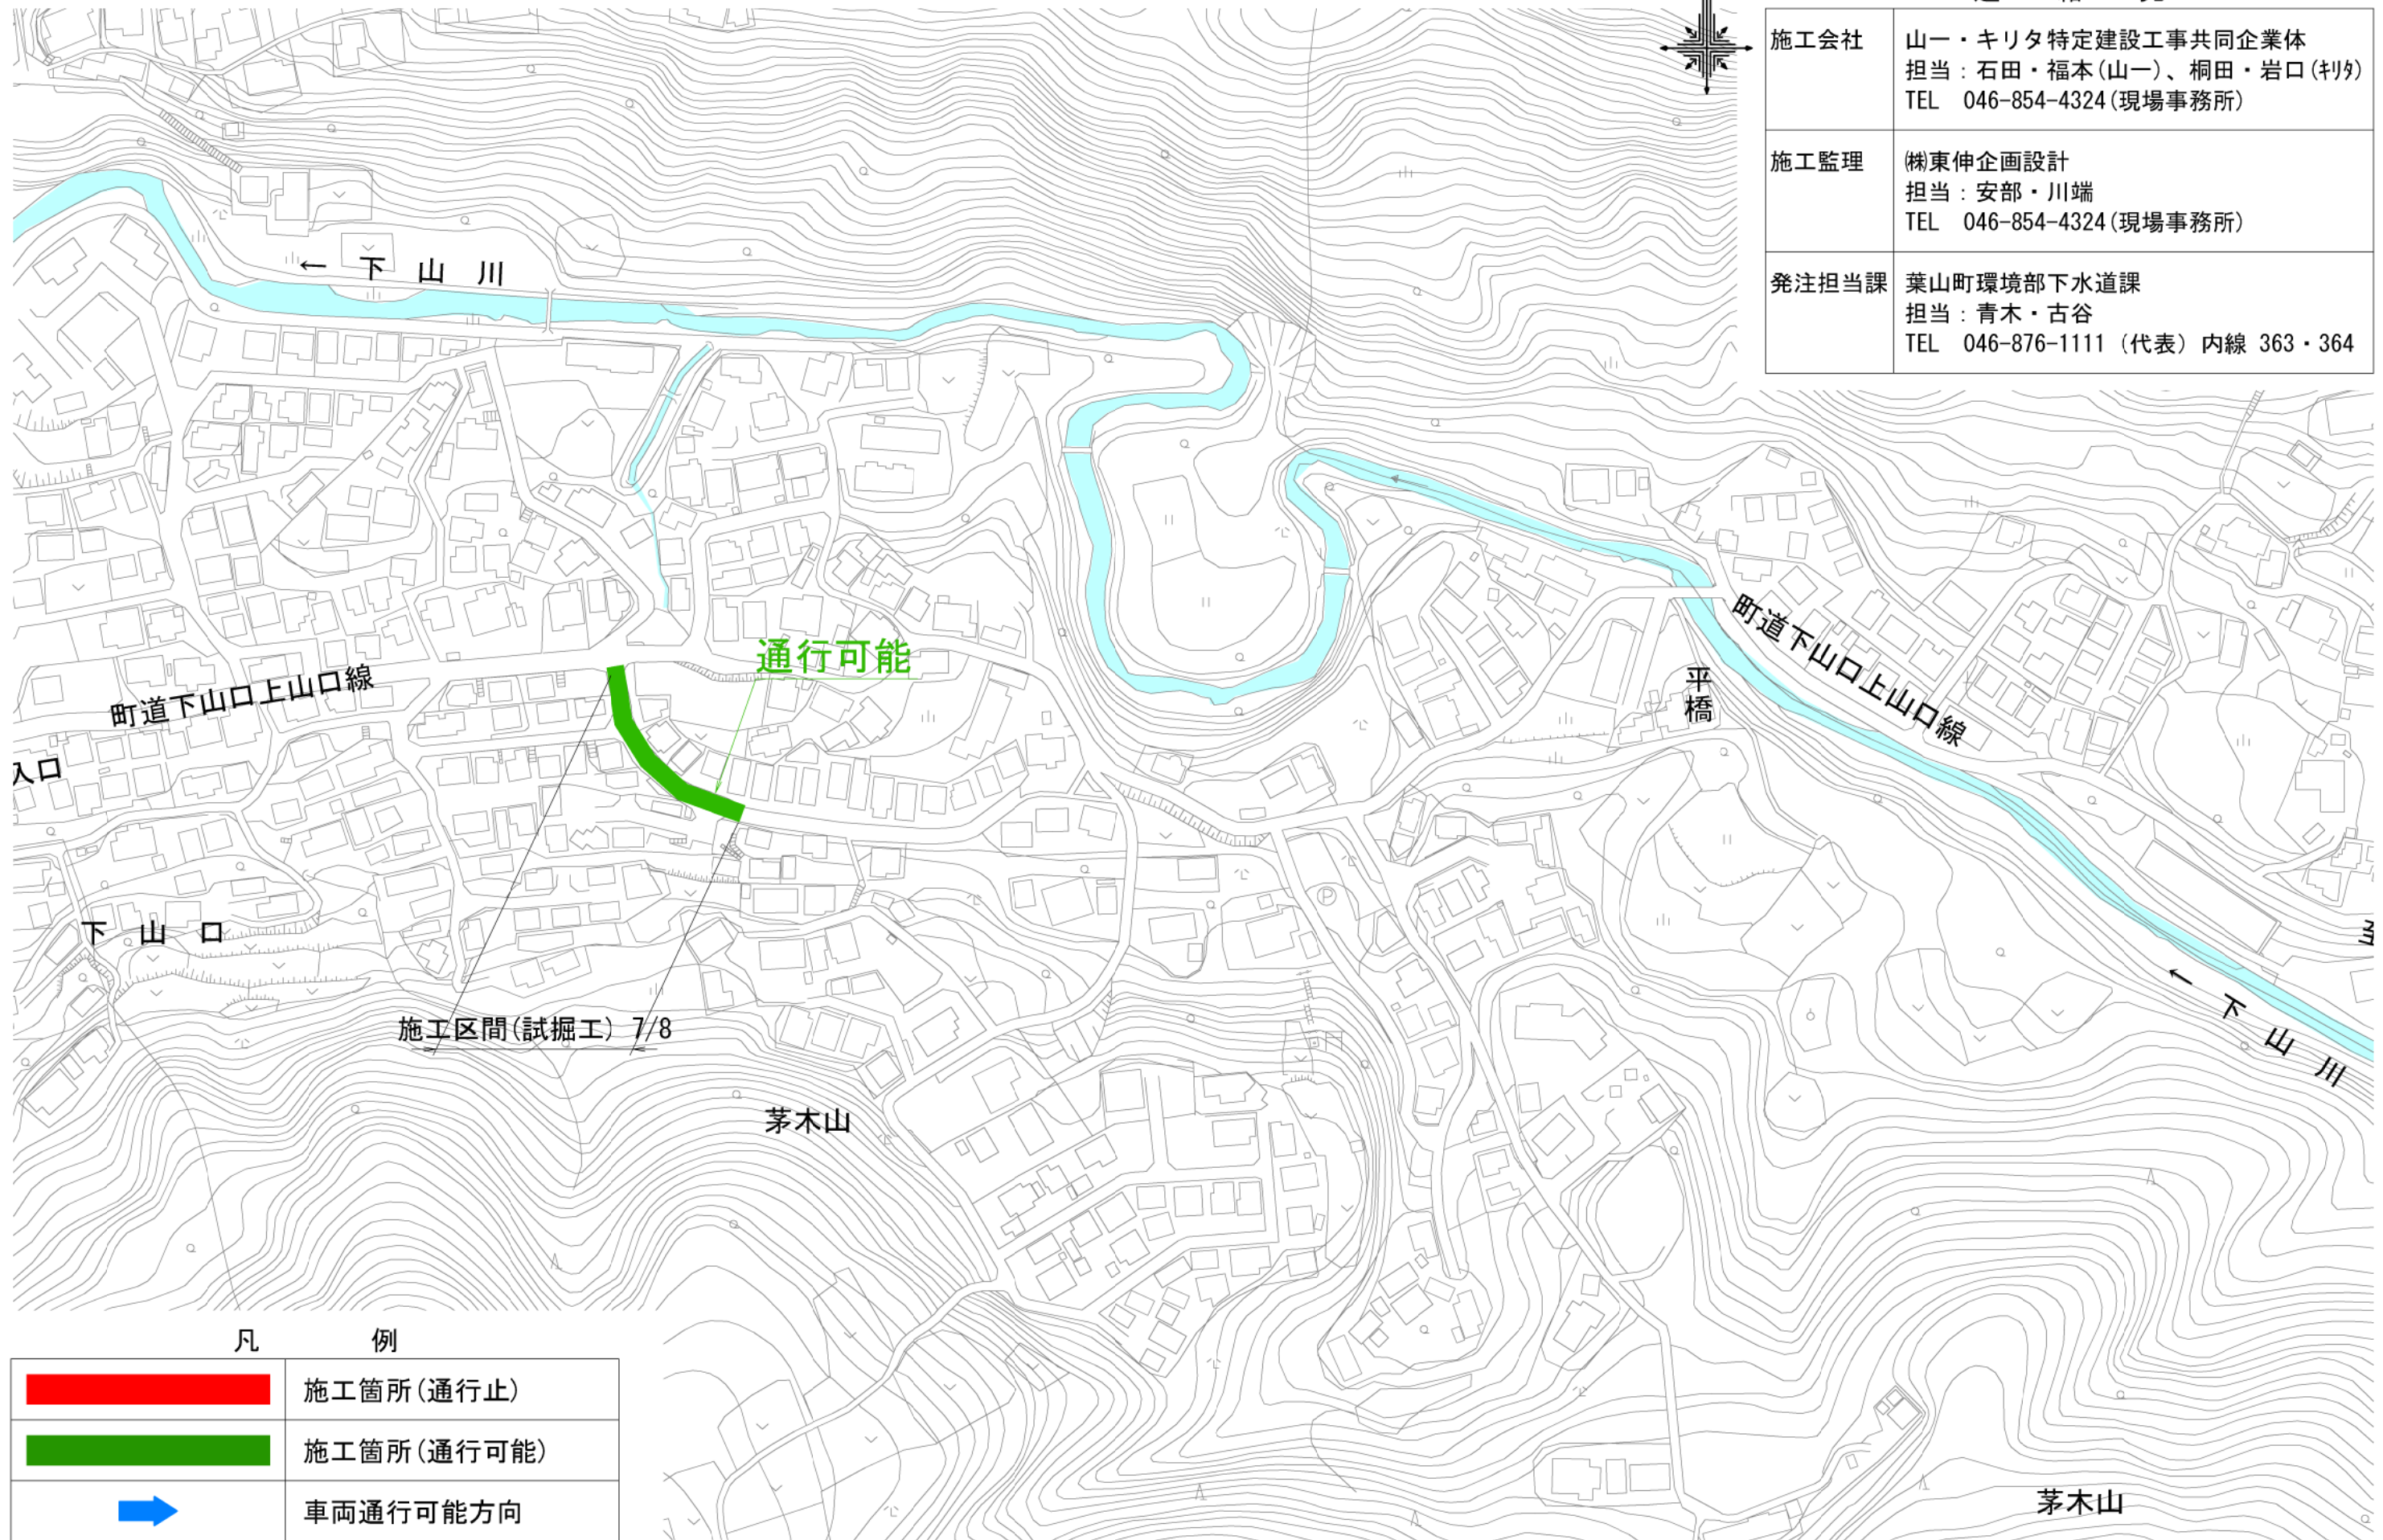 施工会社
山一・キリタ特定建設工事共同企業体
担当：石田・福本(山一)、桐田・岩口(ｷﾘﾀ)
TEL　046-854-4324(現場事務所)
施工監理
㈱東伸企画設計
担当：安部・川端
TEL　046-854-4324(現場事務所)
発注担当課
葉山町環境部下水道課
担当：青木・古谷
TEL　046-876-1111（代表）内線 363・364
← 下 山 川
通行可能
町道下山口上山口線
町道下山口上山口線
平橋
入口
下 山 口
施工区間(試掘工) 7/8
← 下 山 川
茅木山
P
茅木山
凡　例
施工箇所(通行止)
施工箇所(通行可能)
車両通行可能方向